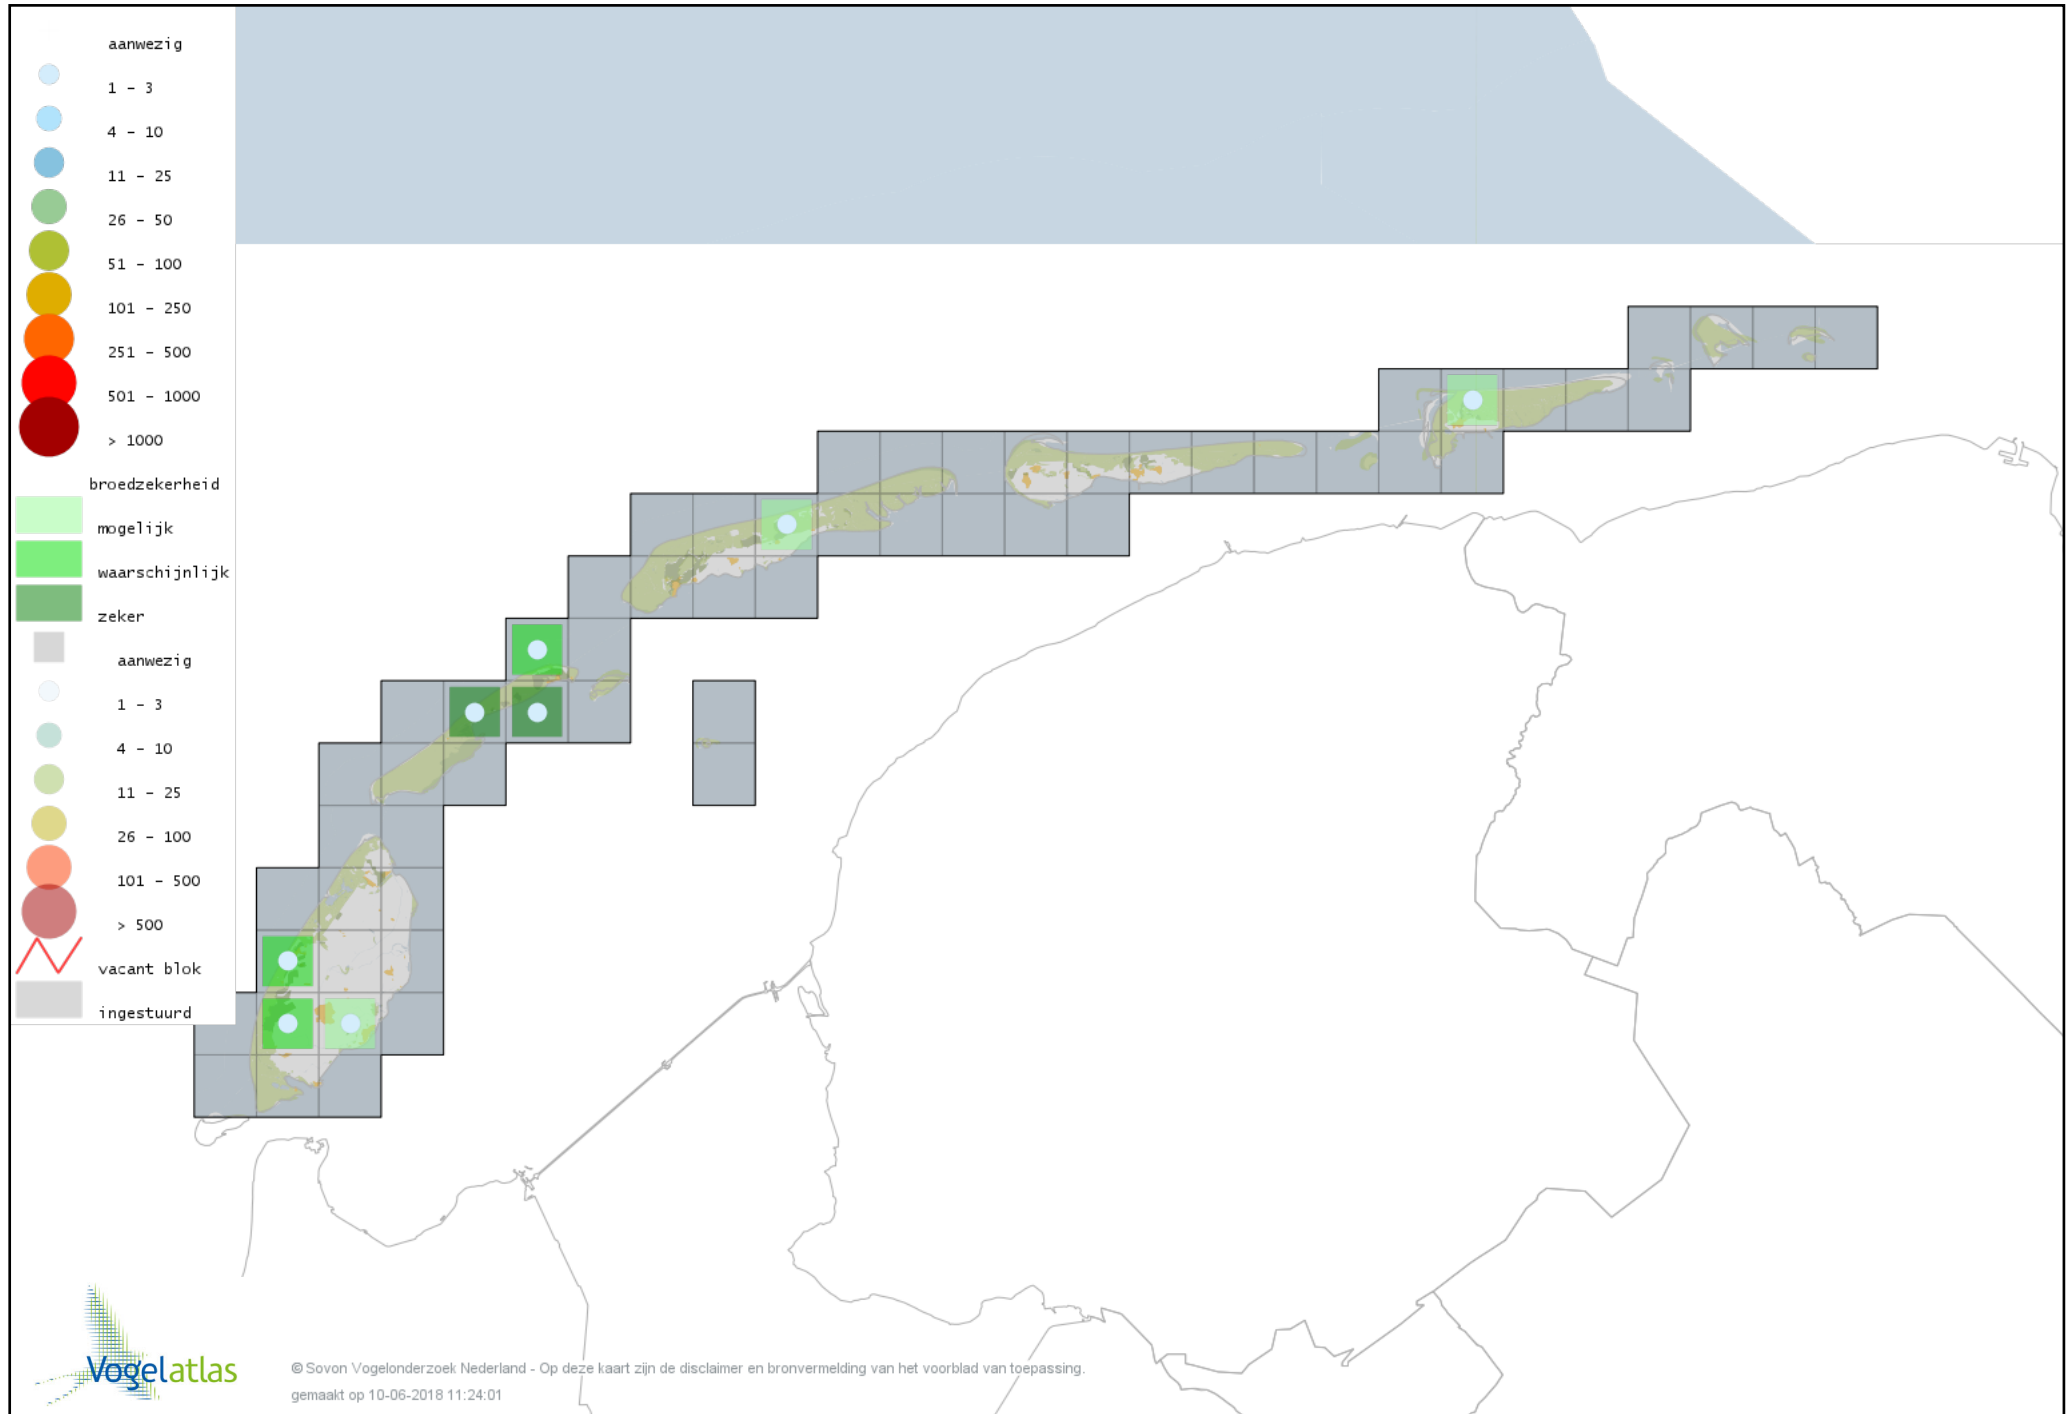 aanwezig
1 - 3
4 - 10
11 - 25
26 - 50
51 - 100
101 - 250
251 - 500
501 - 1000
> 1000
broedzekerheid
mogelijk
waarschijnlijk
zeker
aanwezig
1 - 3
4 - 10
11 - 25
26 - 100
101 - 500
> 500
vacant blok
ingestuurd
Vogelatlas
© Sovon Vogelonderzoek Nederland - Op deze kaart zijn de disclaimer en bronvermelding van het voorblad van toepassing.
gemaakt op 10-06-2018 11:24:01